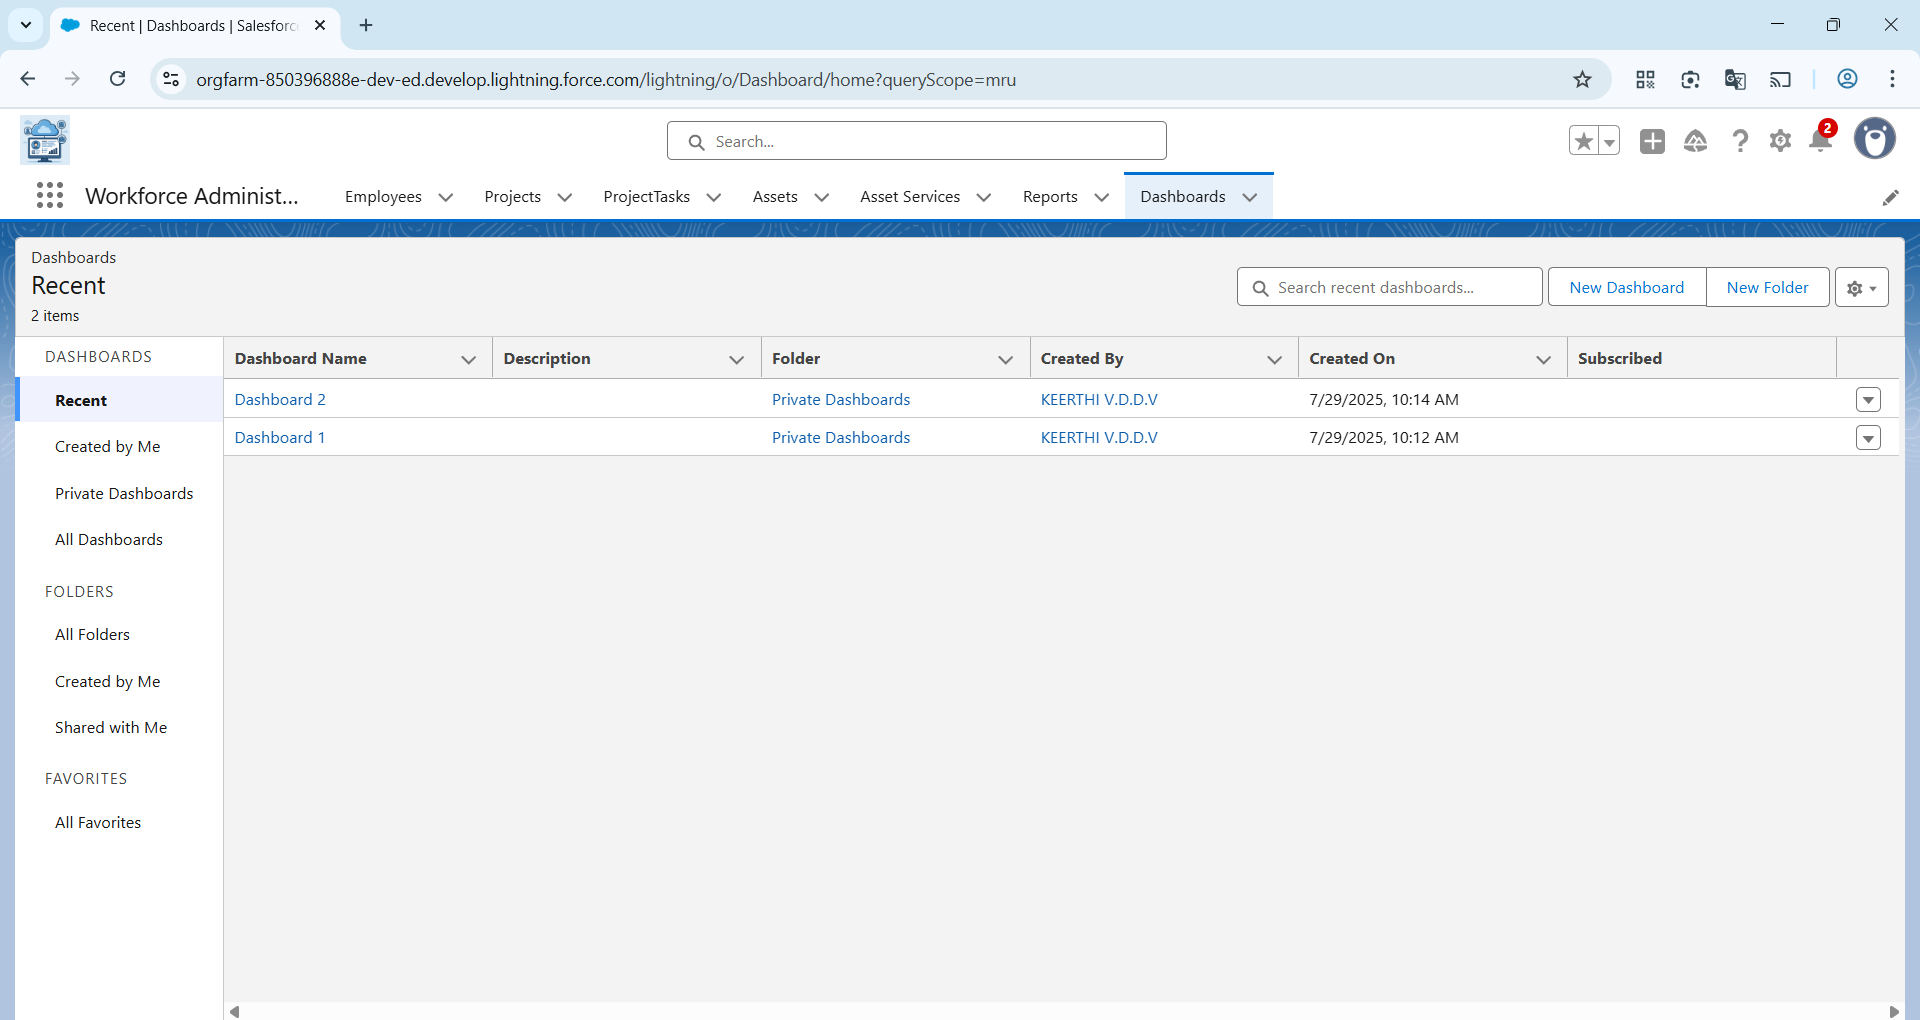 Recent | Dashboards | Salesforc
orgfarm-850396888e-dev-ed.develop.lightning.force.com/lightning/o/Dashboard/home?queryScope=mru
Search...
2
Workforce Administ...
Employees
Projects
ProjectTasks
Assets
Asset Services
Reports
Dashboards
Dashboards
Recent
2 items
Search recent dashboards...
New Dashboard
New Folder
DASHBOARDS
Recent
Created by Me
Private Dashboards
All Dashboards
FOLDERS
All Folders
Created by Me
Shared with Me
FAVORITES
All Favorites
Dashboard Name Description Folder Created By Created On Subscribed
Dashboard 2 Private Dashboards KEERTHI V.D.D.V 7/29/2025, 10:14 AM
Dashboard 1 Private Dashboards KEERTHI V.D.D.V 7/29/2025, 10:12 AM